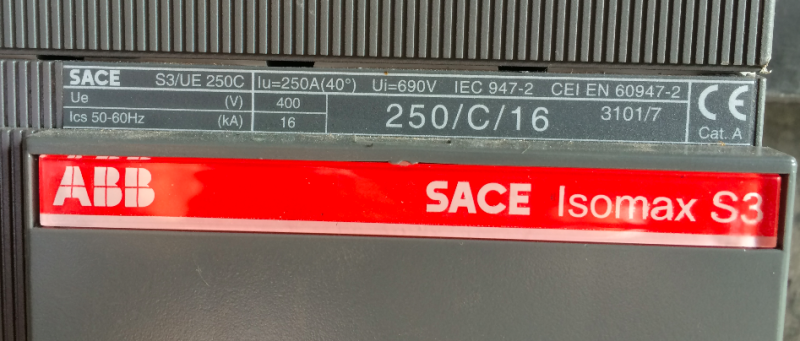 SACE S3/UE 250C Iu=250A(40°) Ui=690V IEC 947-2 CEI EN 60947-2
Ue (V) 400
Ics 50-60Hz (kA) 16
250/C/16 3101/7
CE
Cat. A
ABB SACE Isomax S3